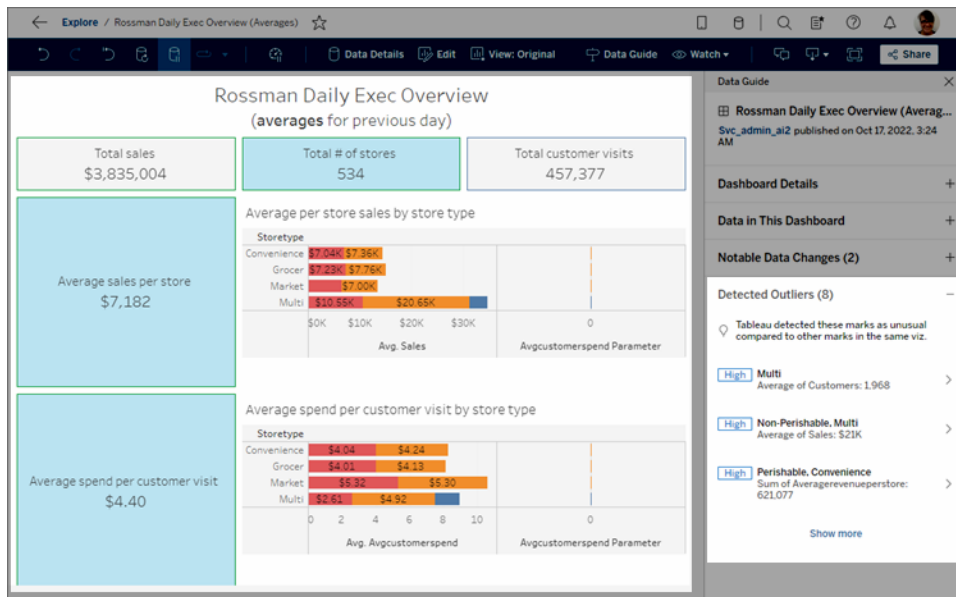 Explore / Rossman Daily Exec Overview (Averages)
Data Details Edit View: Original Data Guide Watch Share
Rossman Daily Exec Overview
(averages for previous day)
Total sales
$3,835,004
Total # of stores
534
Total customer visits
457,377
Average sales per store
$7,182
Average per store sales by store type
Storetype
Convenience $7.04K $7.36K
Grocer $7.23K $7.76K
Market $7.00K
Multi $10.55K $20.65K
$0K $10K $20K $30K 0
Avg. Sales Avgcustomerspend Parameter
Average spend per customer visit
$4.40
Average spend per customer visit by store type
Storetype
Convenience $4.04 $4.24
Grocer $4.01 $4.13
Market $5.32 $5.30
Multi $2.61 $4.92
0 2 4 6 8 10 0
Avg. Avgcustomerspend Avgcustomerspend Parameter
Data Guide
Rossman Daily Exec Overview (Averag...
Svc_admin_ai2 published on Oct 17, 2022, 3:24
AM
Dashboard Details
Data in This Dashboard
Notable Data Changes (2)
Detected Outliers (8)
Tableau detected these marks as unusual
compared to other marks in the same viz.
High Multi
Average of Customers: 1,968
High Non-Perishable, Multi
Average of Sales: $21K
High Perishable, Convenience
Sum of Averagerevenueperstore:
621,077
Show more